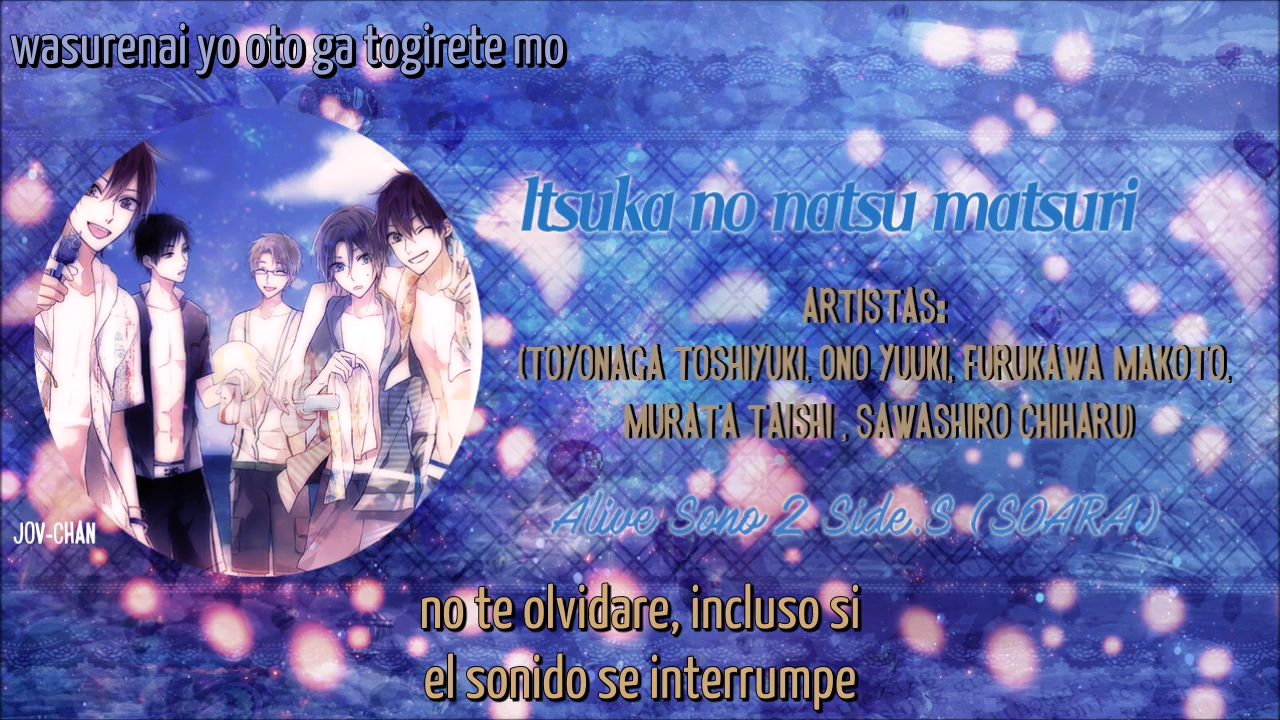 wasurenai yo oto ga togirete mo
Itsuka no natsu matsuri
ARTISTAS:
(TOYONAGA TOSHIYUKI, ONO YUUKI, FURUKAWA MAKOTO,
MURATA TAISHI , SAWASHIRO CHIHARU)
Alive Sono 2 Side.S (SOARA)
JOV-CHAN
no te olvidare, incluso si
el sonido se interrumpe